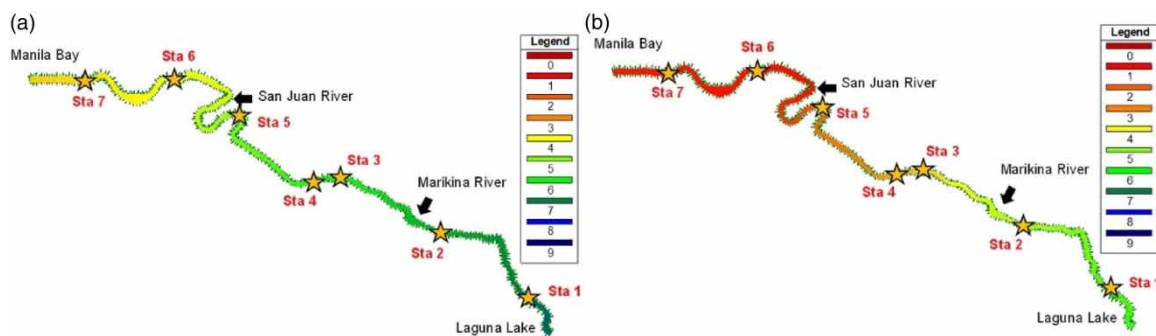 (a)
Manila Bay
Sta 6
Sta 7
San Juan River
Sta 5
Sta 3
Sta 4
Marikina River
Sta 2
Sta 1
Laguna Lake
Legend
0
1
2
3
4
5
6
7
8
9
(b)
Manila Bay
Sta 6
Sta 7
San Juan River
Sta 5
Sta 3
Sta 4
Marikina River
Sta 2
Sta 1
Laguna Lake
Legend
0
1
2
3
4
5
6
7
8
9